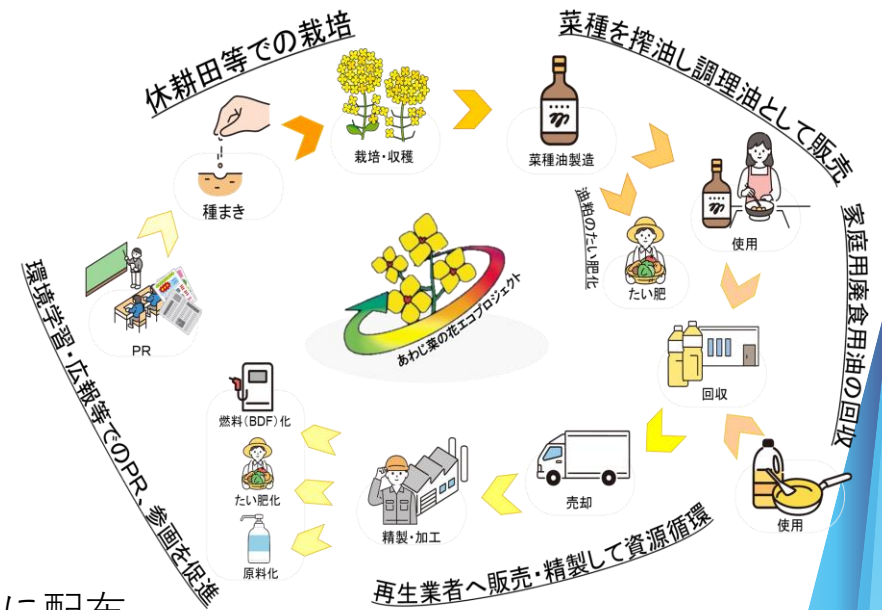 休耕田等での栽培
菜種を搾油し調理油として販売
種まき
栽培・収穫
菜種油製造
使用
油粕のたい肥化
たい肥
家庭用廃食用油の回収
回収
使用
売却
再生業者へ販売・精製して資源循環
精製・加工
燃料(BDF)化
たい肥化
原料化
環境学習・広報等でのPR、参画を促進
PR
あわじ菜の花エコプロジェクト
に配布